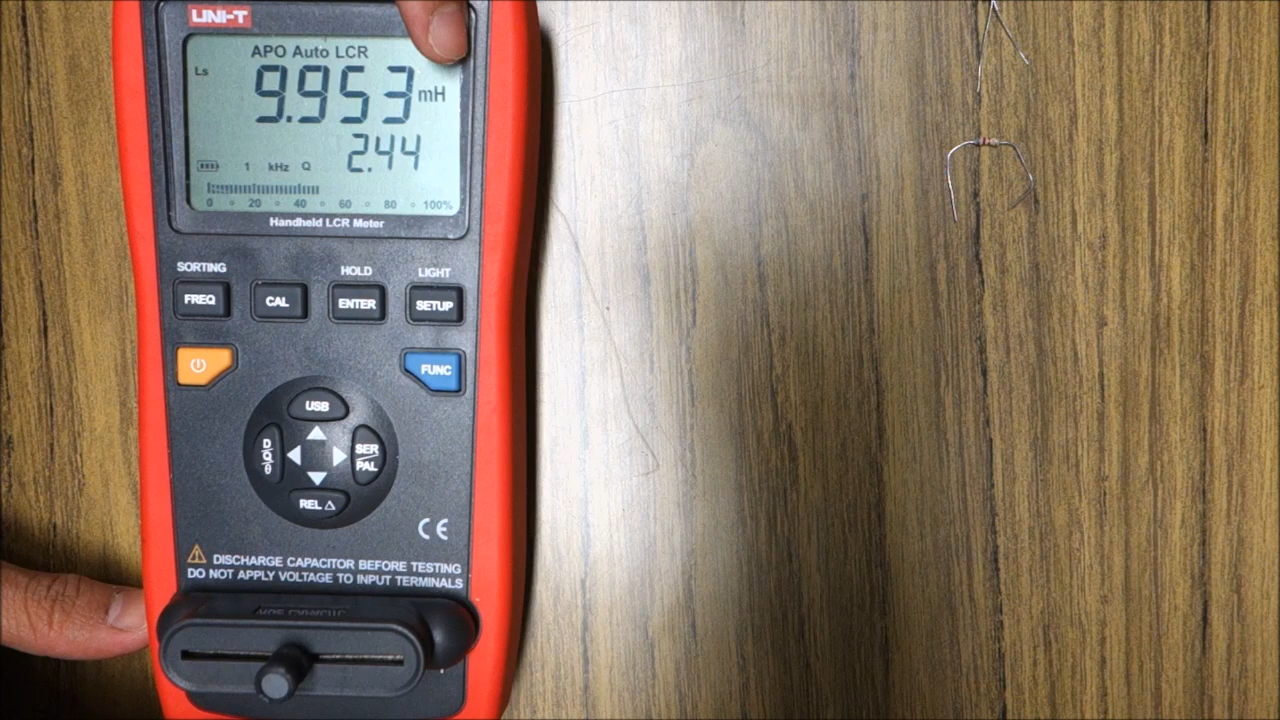 UNI-T
APO Auto LCR
Ls 9.953 mH
2.44
1 kHz Q
0 20 40 60 80 100%
Handheld LCR Meter
SORTING HOLD LIGHT
FREQ CAL ENTER SETUP
FUNC
USB
D/Q/θ SER/PAL
REL △
CE
DISCHARGE CAPACITOR BEFORE TESTING
DO NOT APPLY VOLTAGE TO INPUT TERMINALS